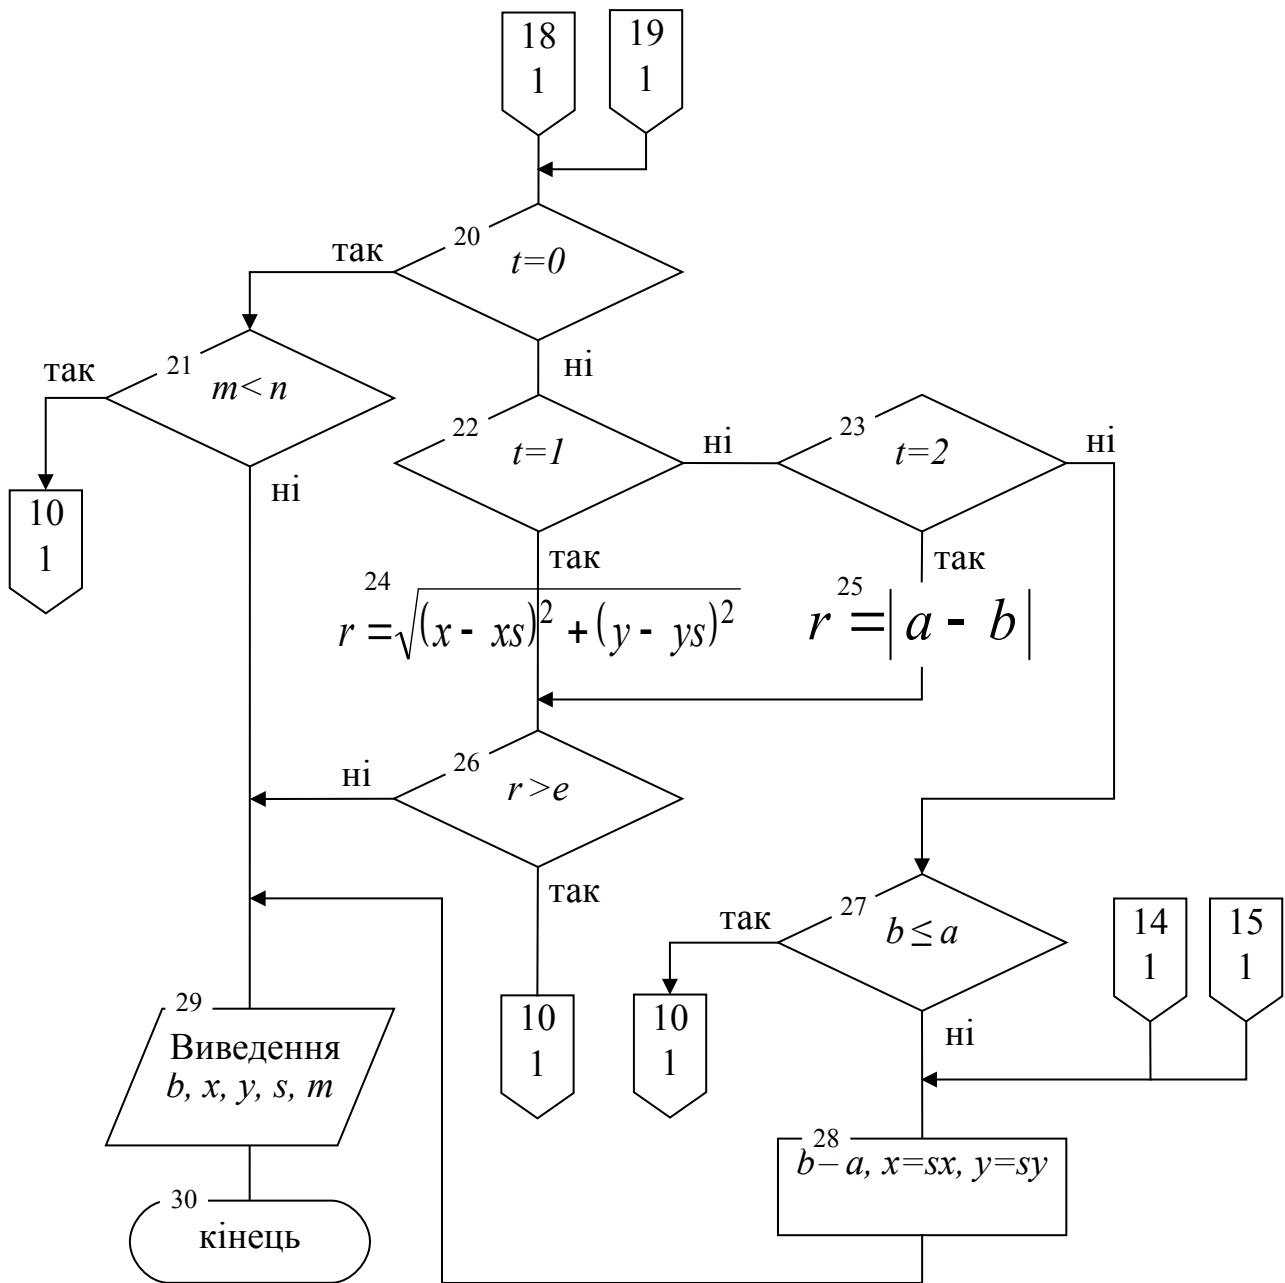 18
1
19
1
20
t=0
так
ні
21
m< n
так
ні
10
1
22
t=1
ні
так
23
t=2
ні
так
24
r =√(x - xs)² + (y - ys)²
25
r =|a - b|
26
r >e
ні
так
10
1
27
b ≤ a
так
ні
10
1
14
1
15
1
28
b– a, x=sx, y=sy
29
Виведення
b, x, y, s, m
30
кінець